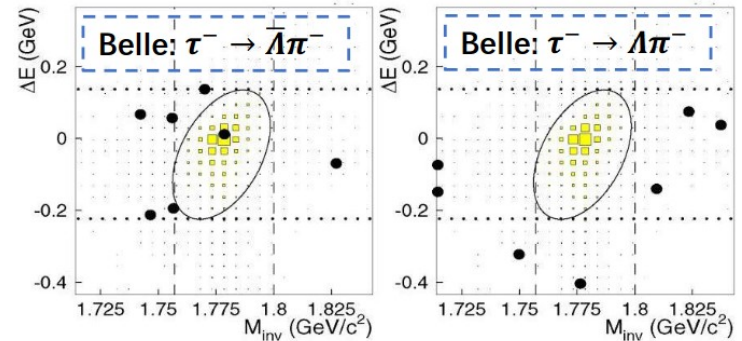 Belle: τ⁻ → Λ̄π⁻
ΔE (GeV)
0.2
0
-0.2
-0.4
1.725 1.75 1.775 1.8 1.825
M_inv (GeV/c²)
Belle: τ⁻ → Λπ⁻
ΔE (GeV)
0.2
0
-0.2
-0.4
1.725 1.75 1.775 1.8 1.825
M_inv (GeV/c²)